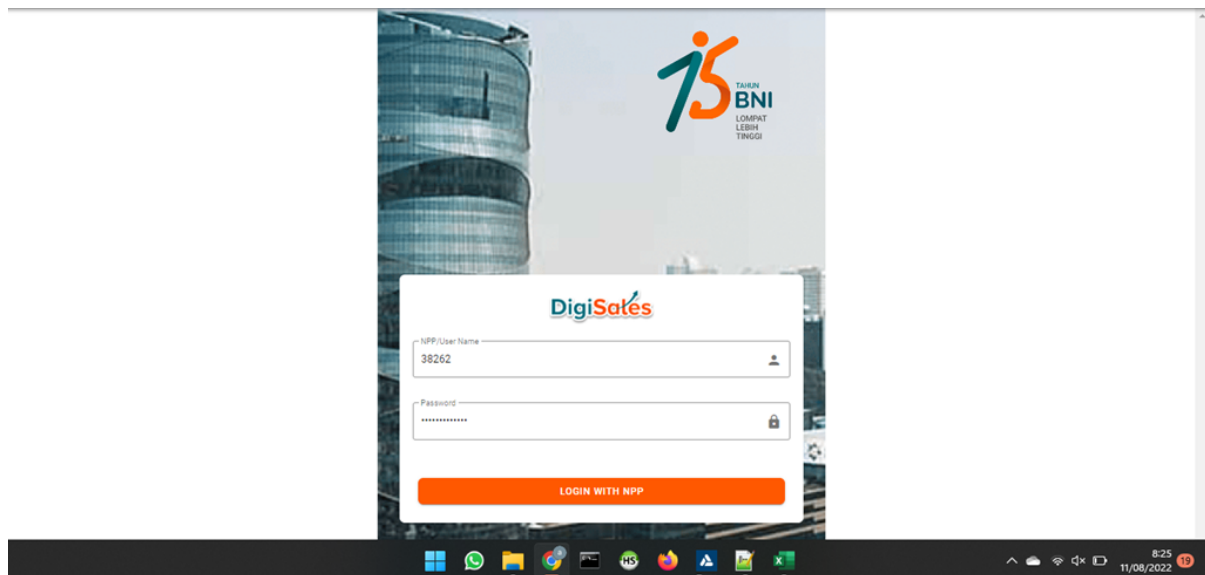 75
TAHUN
BNI
LOMPAT
LEBIH
TINGGI
DigiSales
NPP/User Name
38262
Password
•••••••••••••
LOGIN WITH NPP
HS
8:25
11/08/2022
19